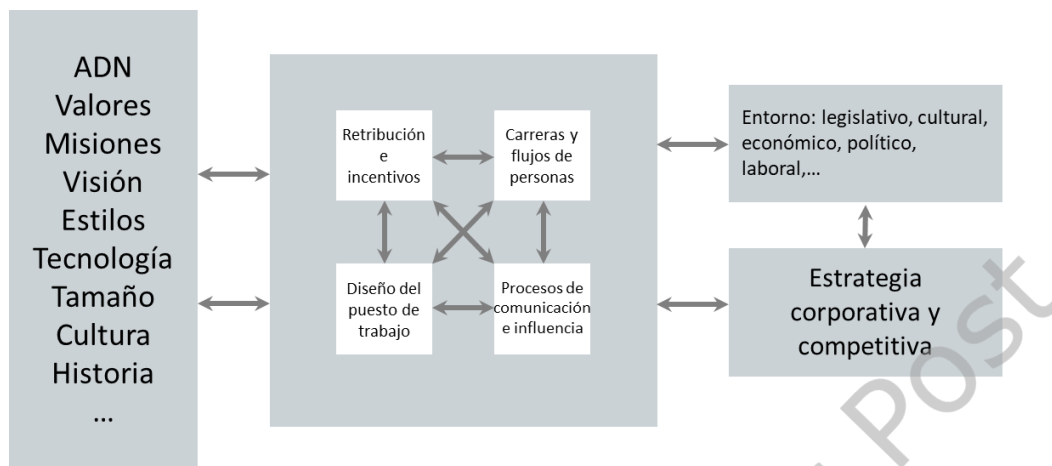 ADN
Valores
Misiones
Visión
Estilos
Tecnología
Tamaño
Cultura
Historia
...
Retribución
e
incentivos
Carreras y
flujos de
personas
Diseño del
puesto de
trabajo
Procesos de
comunicación
e influencia
Entorno: legislativo, cultural,
económico, político,
laboral,...
Estrategia
corporativa y
competitiva
Post